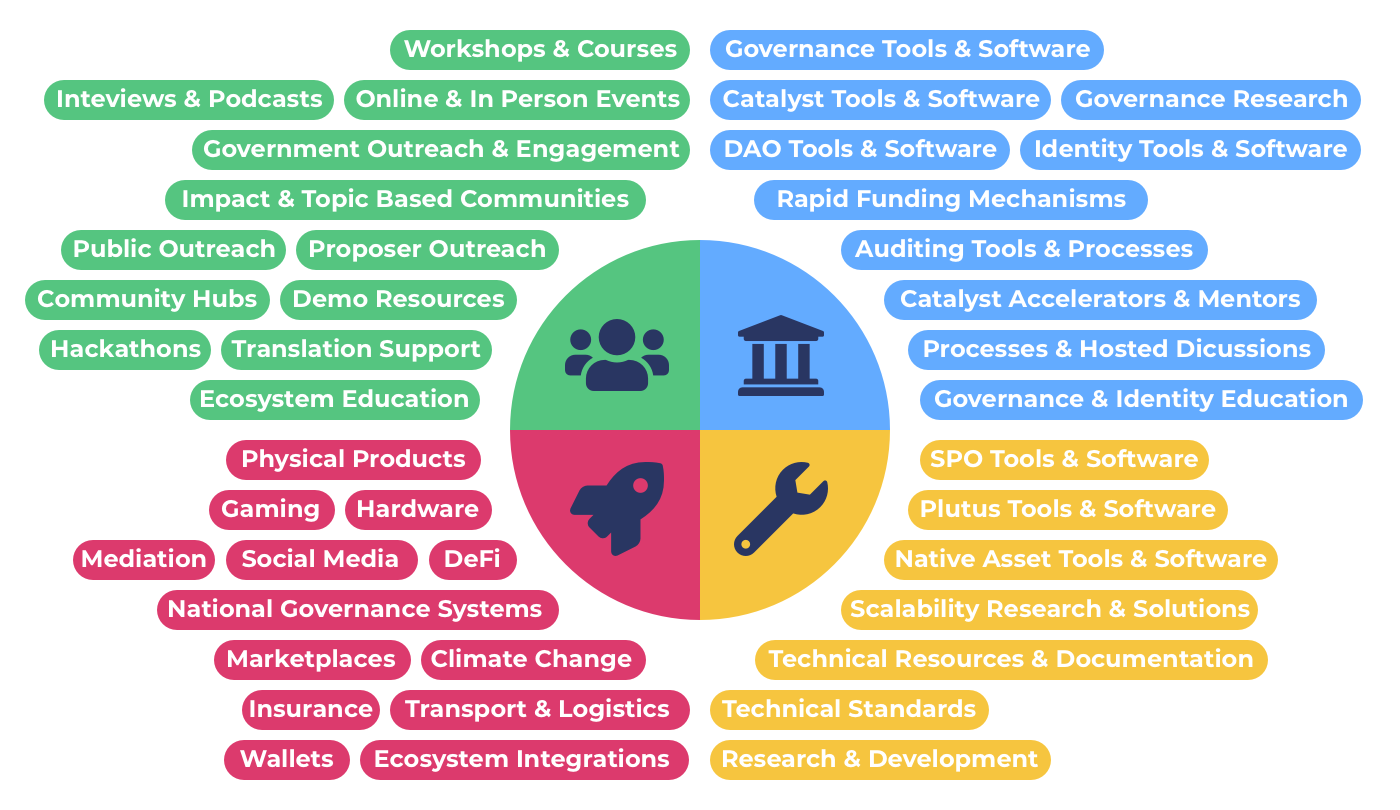 Workshops & Courses
Inteviews & Podcasts
Online & In Person Events
Government Outreach & Engagement
Impact & Topic Based Communities
Public Outreach
Proposer Outreach
Community Hubs
Demo Resources
Hackathons
Translation Support
Ecosystem Education
Governance Tools & Software
Catalyst Tools & Software
Governance Research
DAO Tools & Software
Identity Tools & Software
Rapid Funding Mechanisms
Auditing Tools & Processes
Catalyst Accelerators & Mentors
Processes & Hosted Dicussions
Governance & Identity Education
Physical Products
Gaming
Hardware
Mediation
Social Media
DeFi
National Governance Systems
Marketplaces
Climate Change
Insurance
Transport & Logistics
Wallets
Ecosystem Integrations
SPO Tools & Software
Plutus Tools & Software
Native Asset Tools & Software
Scalability Research & Solutions
Technical Resources & Documentation
Technical Standards
Research & Development